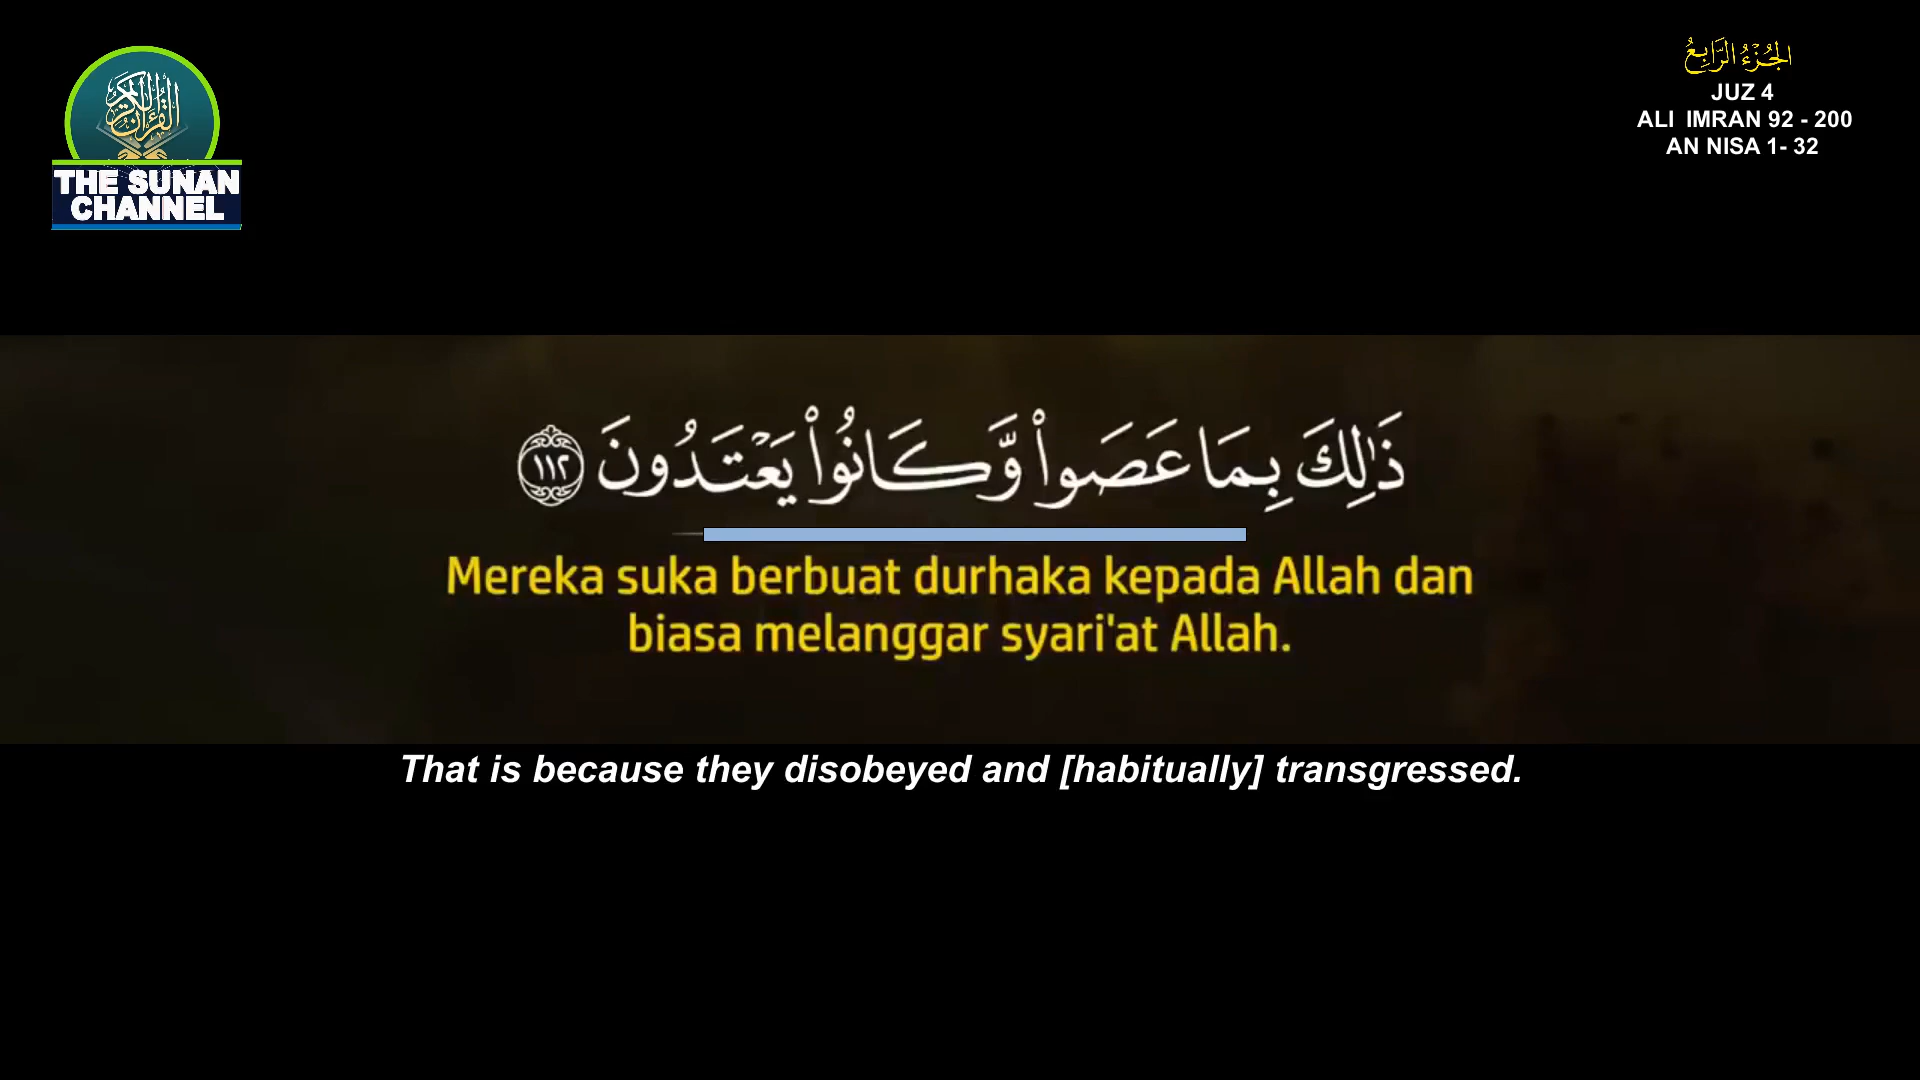 القرآن الكريم
THE SUNAN
CHANNEL
الجُزْءُ الرَّابِعُ
JUZ 4
ALI IMRAN 92 - 200
AN NISA 1- 32
ذَٰلِكَ بِمَا عَصَوا۟ وَّكَانُوا۟ يَعْتَدُونَ ١١٢
Mereka suka berbuat durhaka kepada Allah dan
biasa melanggar syari'at Allah.
That is because they disobeyed and [habitually] transgressed.